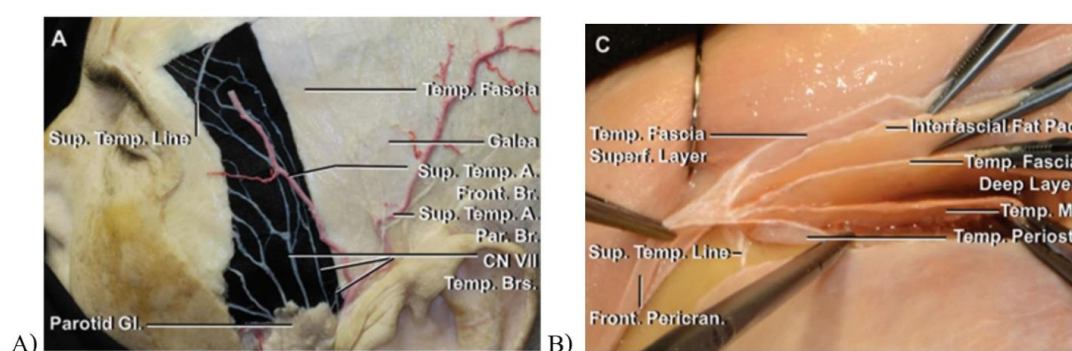 A
Temp. Fascia
Sup. Temp. Line
Galea
Sup. Temp. A.
Front. Br.
Sup. Temp. A.
Par. Br.
CN VII
Temp. Brs.
Parotid Gl.
A)
C
Temp. Fascia
Superf. Layer
Interfascial Fat Pad
Temp. Fascia
Deep Layer
Temp. M
Temp. Periost
Sup. Temp. Line
Front. Pericran.
B)